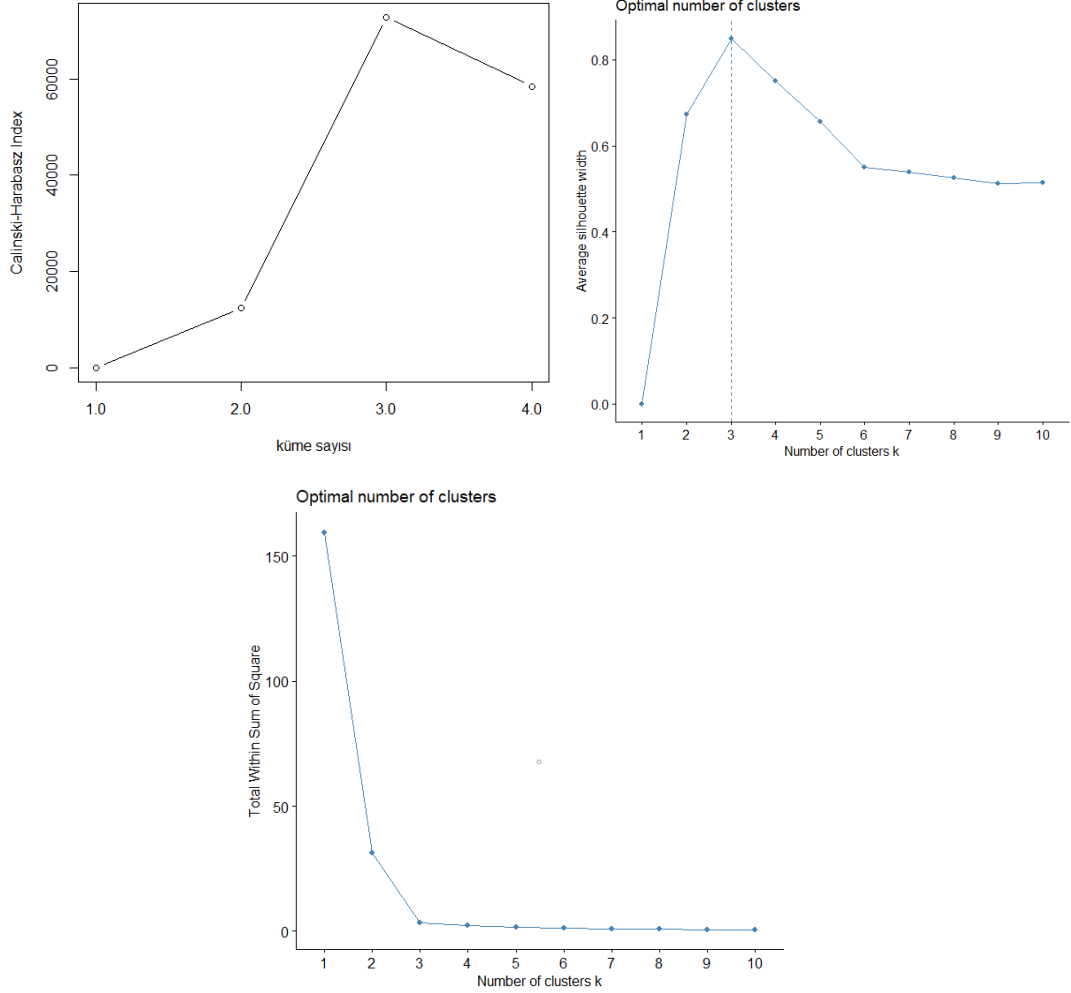 Calinski-Harabasz Index
60000
40000
20000
0
1.0 2.0 3.0 4.0
küme sayısı
Optimal number of clusters
Average silhouette width
0.8
0.6
0.4
0.2
0.0
1 2 3 4 5 6 7 8 9 10
Number of clusters k
Optimal number of clusters
Total Within Sum of Square
150
100
50
0
1 2 3 4 5 6 7 8 9 10
Number of clusters k